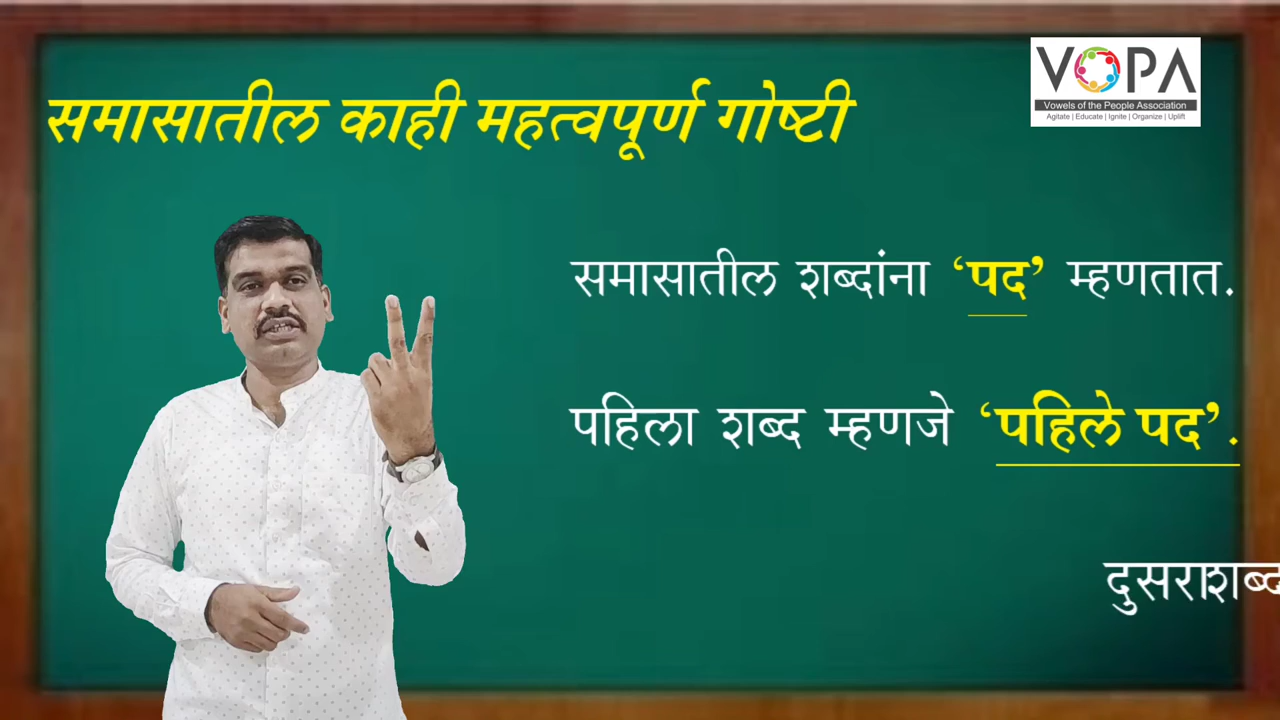 समासातील काही महत्वपूर्ण गोष्टी
VOPA
Vowels of the People Association
Agitate | Educate | Ignite | Organize | Uplift
समासातील शब्दांना ‘पद’ म्हणतात.
पहिला शब्द म्हणजे ‘पहिले पद’.
दुसरा शब्द